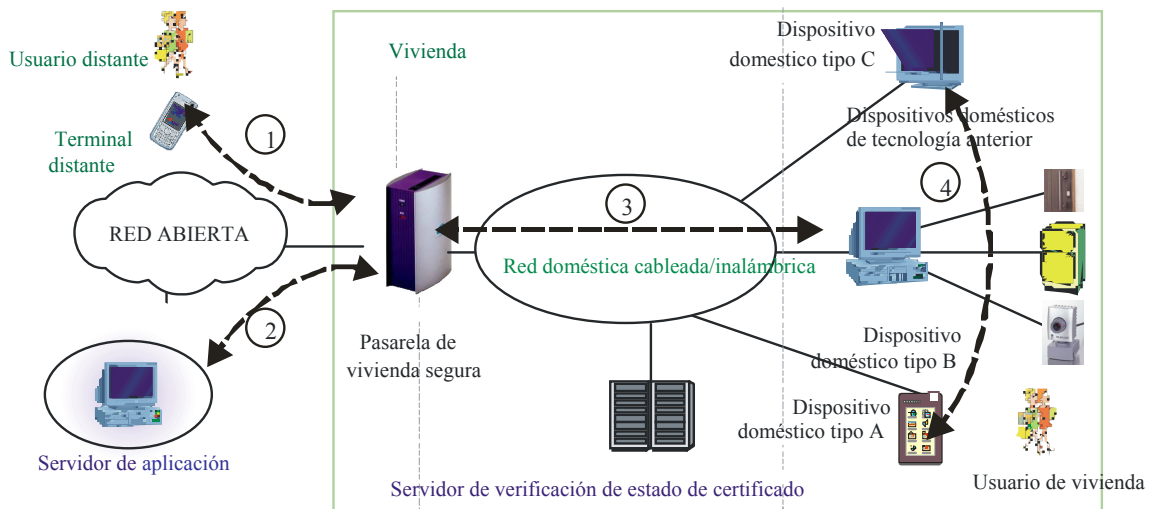 Usuario distante
Vivienda
Dispositivo
domestico tipo C
1
Terminal
distante
Dispositivos domésticos
de tecnología anterior
3
4
RED ABIERTA
Red doméstica cableada/inalámbrica
2
Pasarela de
vivienda segura
Dispositivo
doméstico tipo B
Dispositivo
doméstico tipo A
Servidor de aplicación
Servidor de verificación de estado de certificado
Usuario de vivienda